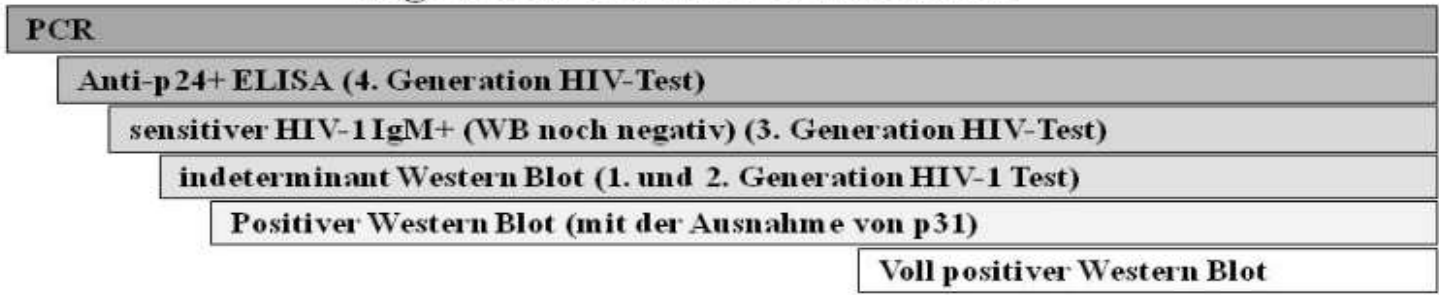 PCR
Anti-p24+ ELISA (4. Generation HIV-Test)
sensitiver HIV-1 IgM+ (WB noch negativ) (3. Generation HIV-Test)
indeterminant Western Blot (1. und 2. Generation HIV-1 Test)
Positiver Western Blot (mit der Ausnahme von p31)
Voll positiver Western Blot